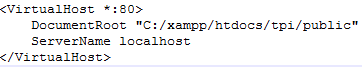 <VirtualHost *:80>
    DocumentRoot "C:/xampp/htdocs/tpi/public"
    ServerName localhost
</VirtualHost>